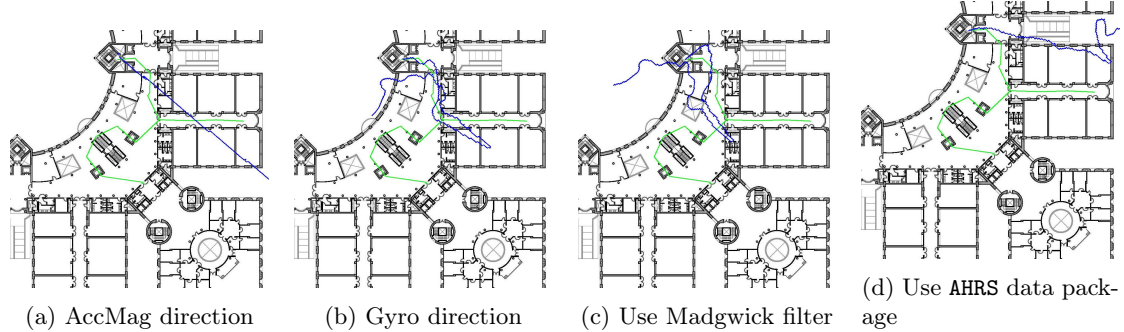 (a) AccMag direction
(b) Gyro direction
(c) Use Madgwick filter
(d) Use AHRS data pack-
age